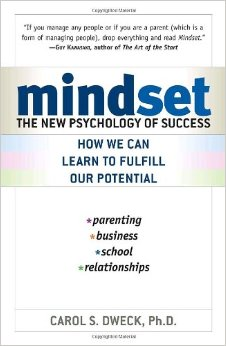 "If you manage any people or if you are a parent (which is a
form of managing people), drop everything and read Mindset."
—Guy Kawasaki, author of The Art of the Start
mindset
THE NEW PSYCHOLOGY OF SUCCESS
HOW WE CAN
LEARN TO FULFILL
OUR POTENTIAL
*parenting
*business
*school
*relationships
CAROL S. DWECK, Ph.D.